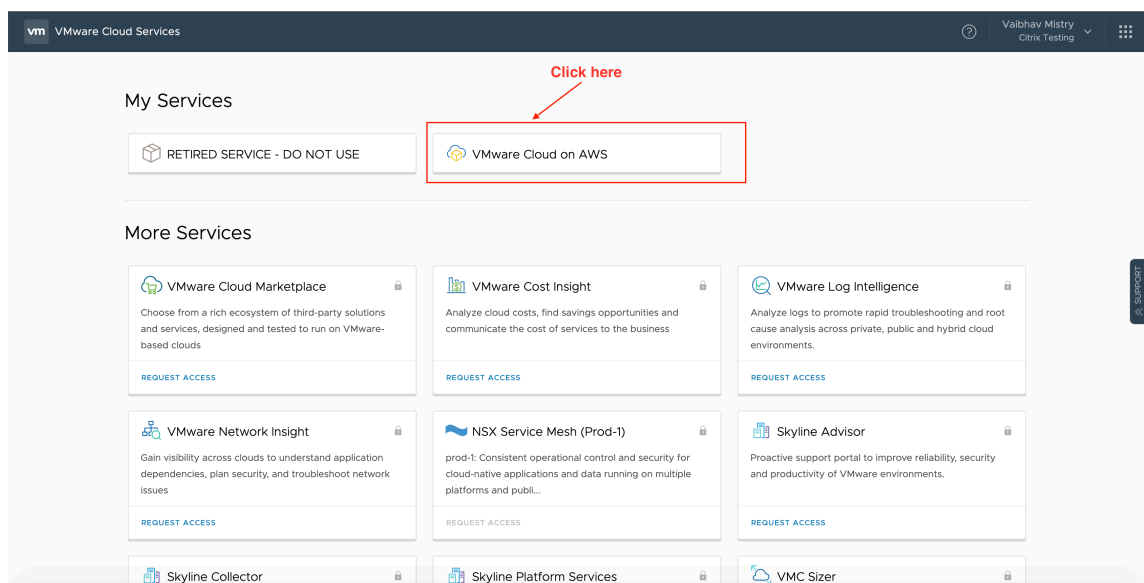 vm VMware Cloud Services
Vaibhav Mistry
Citrix Testing
Click here
My Services
RETIRED SERVICE - DO NOT USE
VMware Cloud on AWS
More Services
VMware Cloud Marketplace
Choose from a rich ecosystem of third-party solutions
and services, designed and tested to run on VMware-
based clouds
REQUEST ACCESS
VMware Cost Insight
Analyze cloud costs, find savings opportunities and
communicate the cost of services to the business
REQUEST ACCESS
VMware Log Intelligence
Analyze logs to promote rapid troubleshooting and root
cause analysis across private, public and hybrid cloud
environments.
REQUEST ACCESS
SUPPORT
VMware Network Insight
Gain visibility across clouds to understand application
dependencies, plan security, and troubleshoot network
issues
REQUEST ACCESS
NSX Service Mesh (Prod-1)
prod-1: Consistent operational control and security for
cloud-native applications and data running on multiple
platforms and publi...
REQUEST ACCESS
Skyline Advisor
Proactive support portal to improve reliability, security
and productivity of VMware environments.
REQUEST ACCESS
Skyline Collector
Skyline Platform Services
VMC Sizer